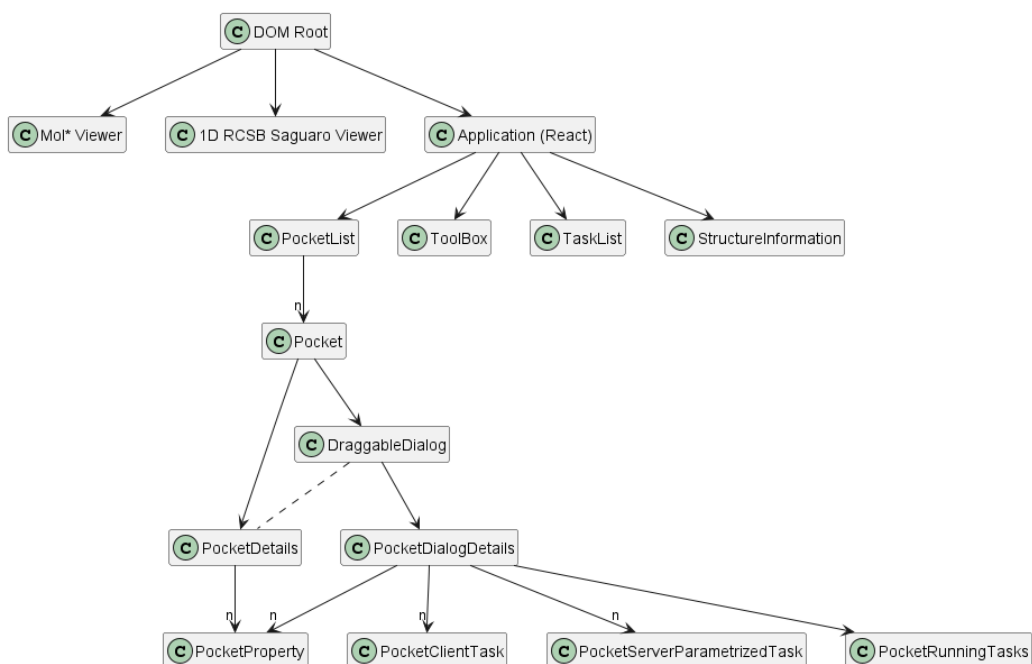 C DOM Root
C Mol* Viewer
C 1D RCSB Saguaro Viewer
C Application (React)
C PocketList
C ToolBox
C TaskList
C StructureInformation
n
C Pocket
C DraggableDialog
C PocketDetails
C PocketDialogDetails
n
n
n
n
C PocketProperty
C PocketClientTask
C PocketServerParametrizedTask
C PocketRunningTasks